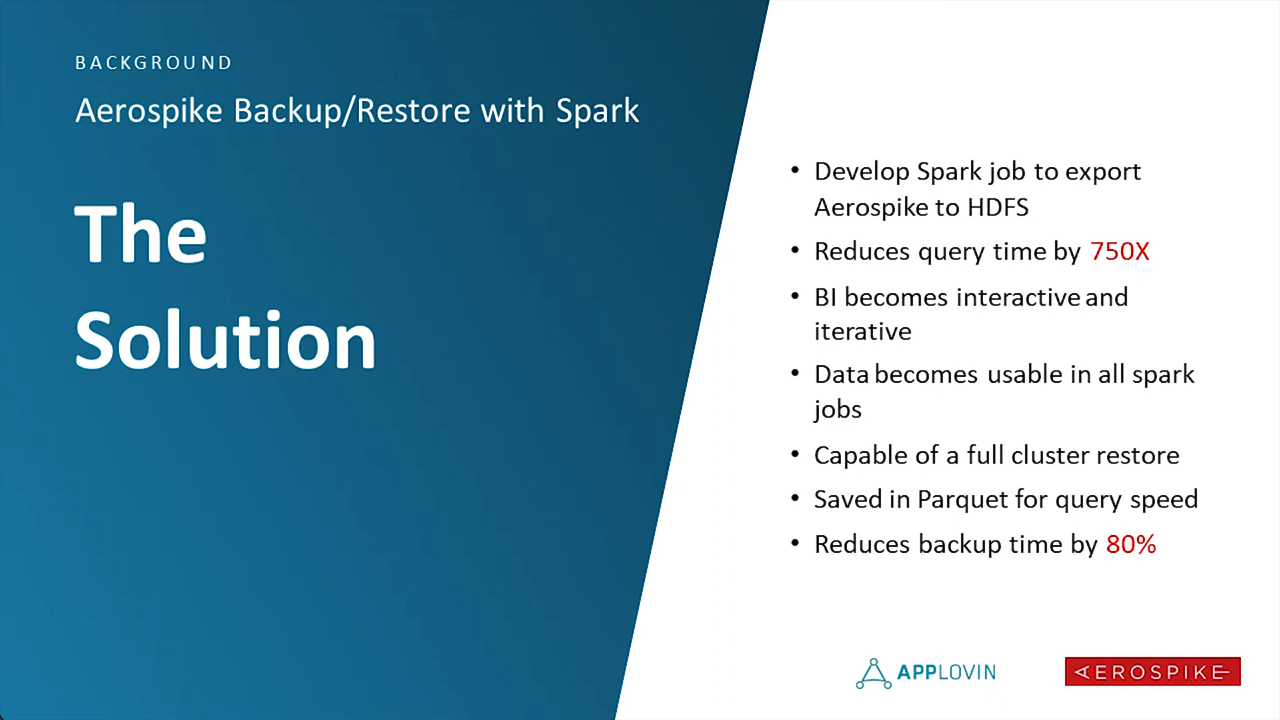 BACKGROUND
Aerospike Backup/Restore with Spark
The
Solution
• Develop Spark job to export
Aerospike to HDFS
• Reduces query time by 750X
• BI becomes interactive and
iterative
• Data becomes usable in all spark
jobs
• Capable of a full cluster restore
• Saved in Parquet for query speed
• Reduces backup time by 80%
APPLOVIN
AEROSPIKE